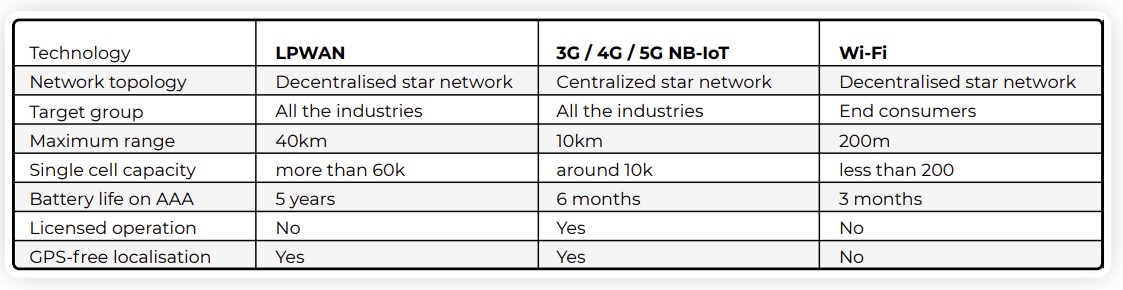 Technology LPWAN 3G / 4G / 5G NB-IoT Wi-Fi
Network topology Decentralised star network Centralized star network Decentralised star network
Target group All the industries All the industries End consumers
Maximum range 40km 10km 200m
Single cell capacity more than 60k around 10k less than 200
Battery life on AAA 5 years 6 months 3 months
Licensed operation No Yes No
GPS-free localisation Yes Yes No